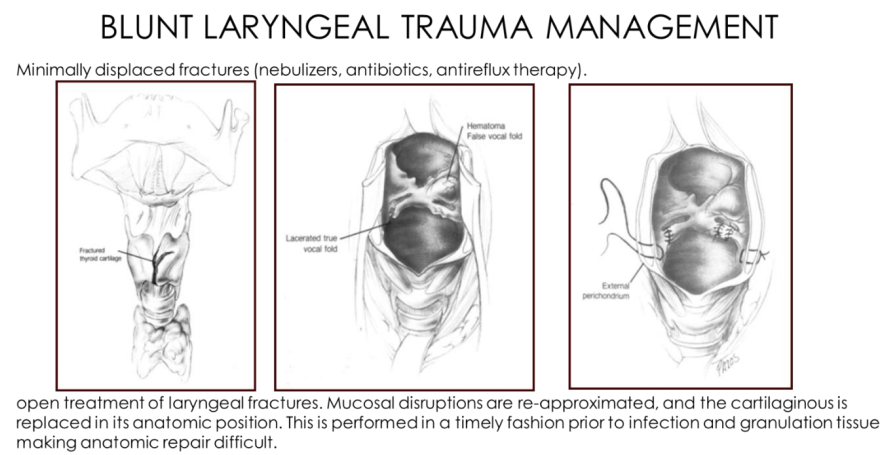 BLUNT LARYNGEAL TRAUMA MANAGEMENT
Minimally displaced fractures (nebulizers, antibiotics, antireflux therapy).
Fractured
thyroid cartilage
Hematoma
False vocal fold
Lacerated true
vocal fold
External
perichondrium
open treatment of laryngeal fractures. Mucosal disruptions are re-approximated, and the cartilaginous is
replaced in its anatomic position. This is performed in a timely fashion prior to infection and granulation tissue
making anatomic repair difficult.